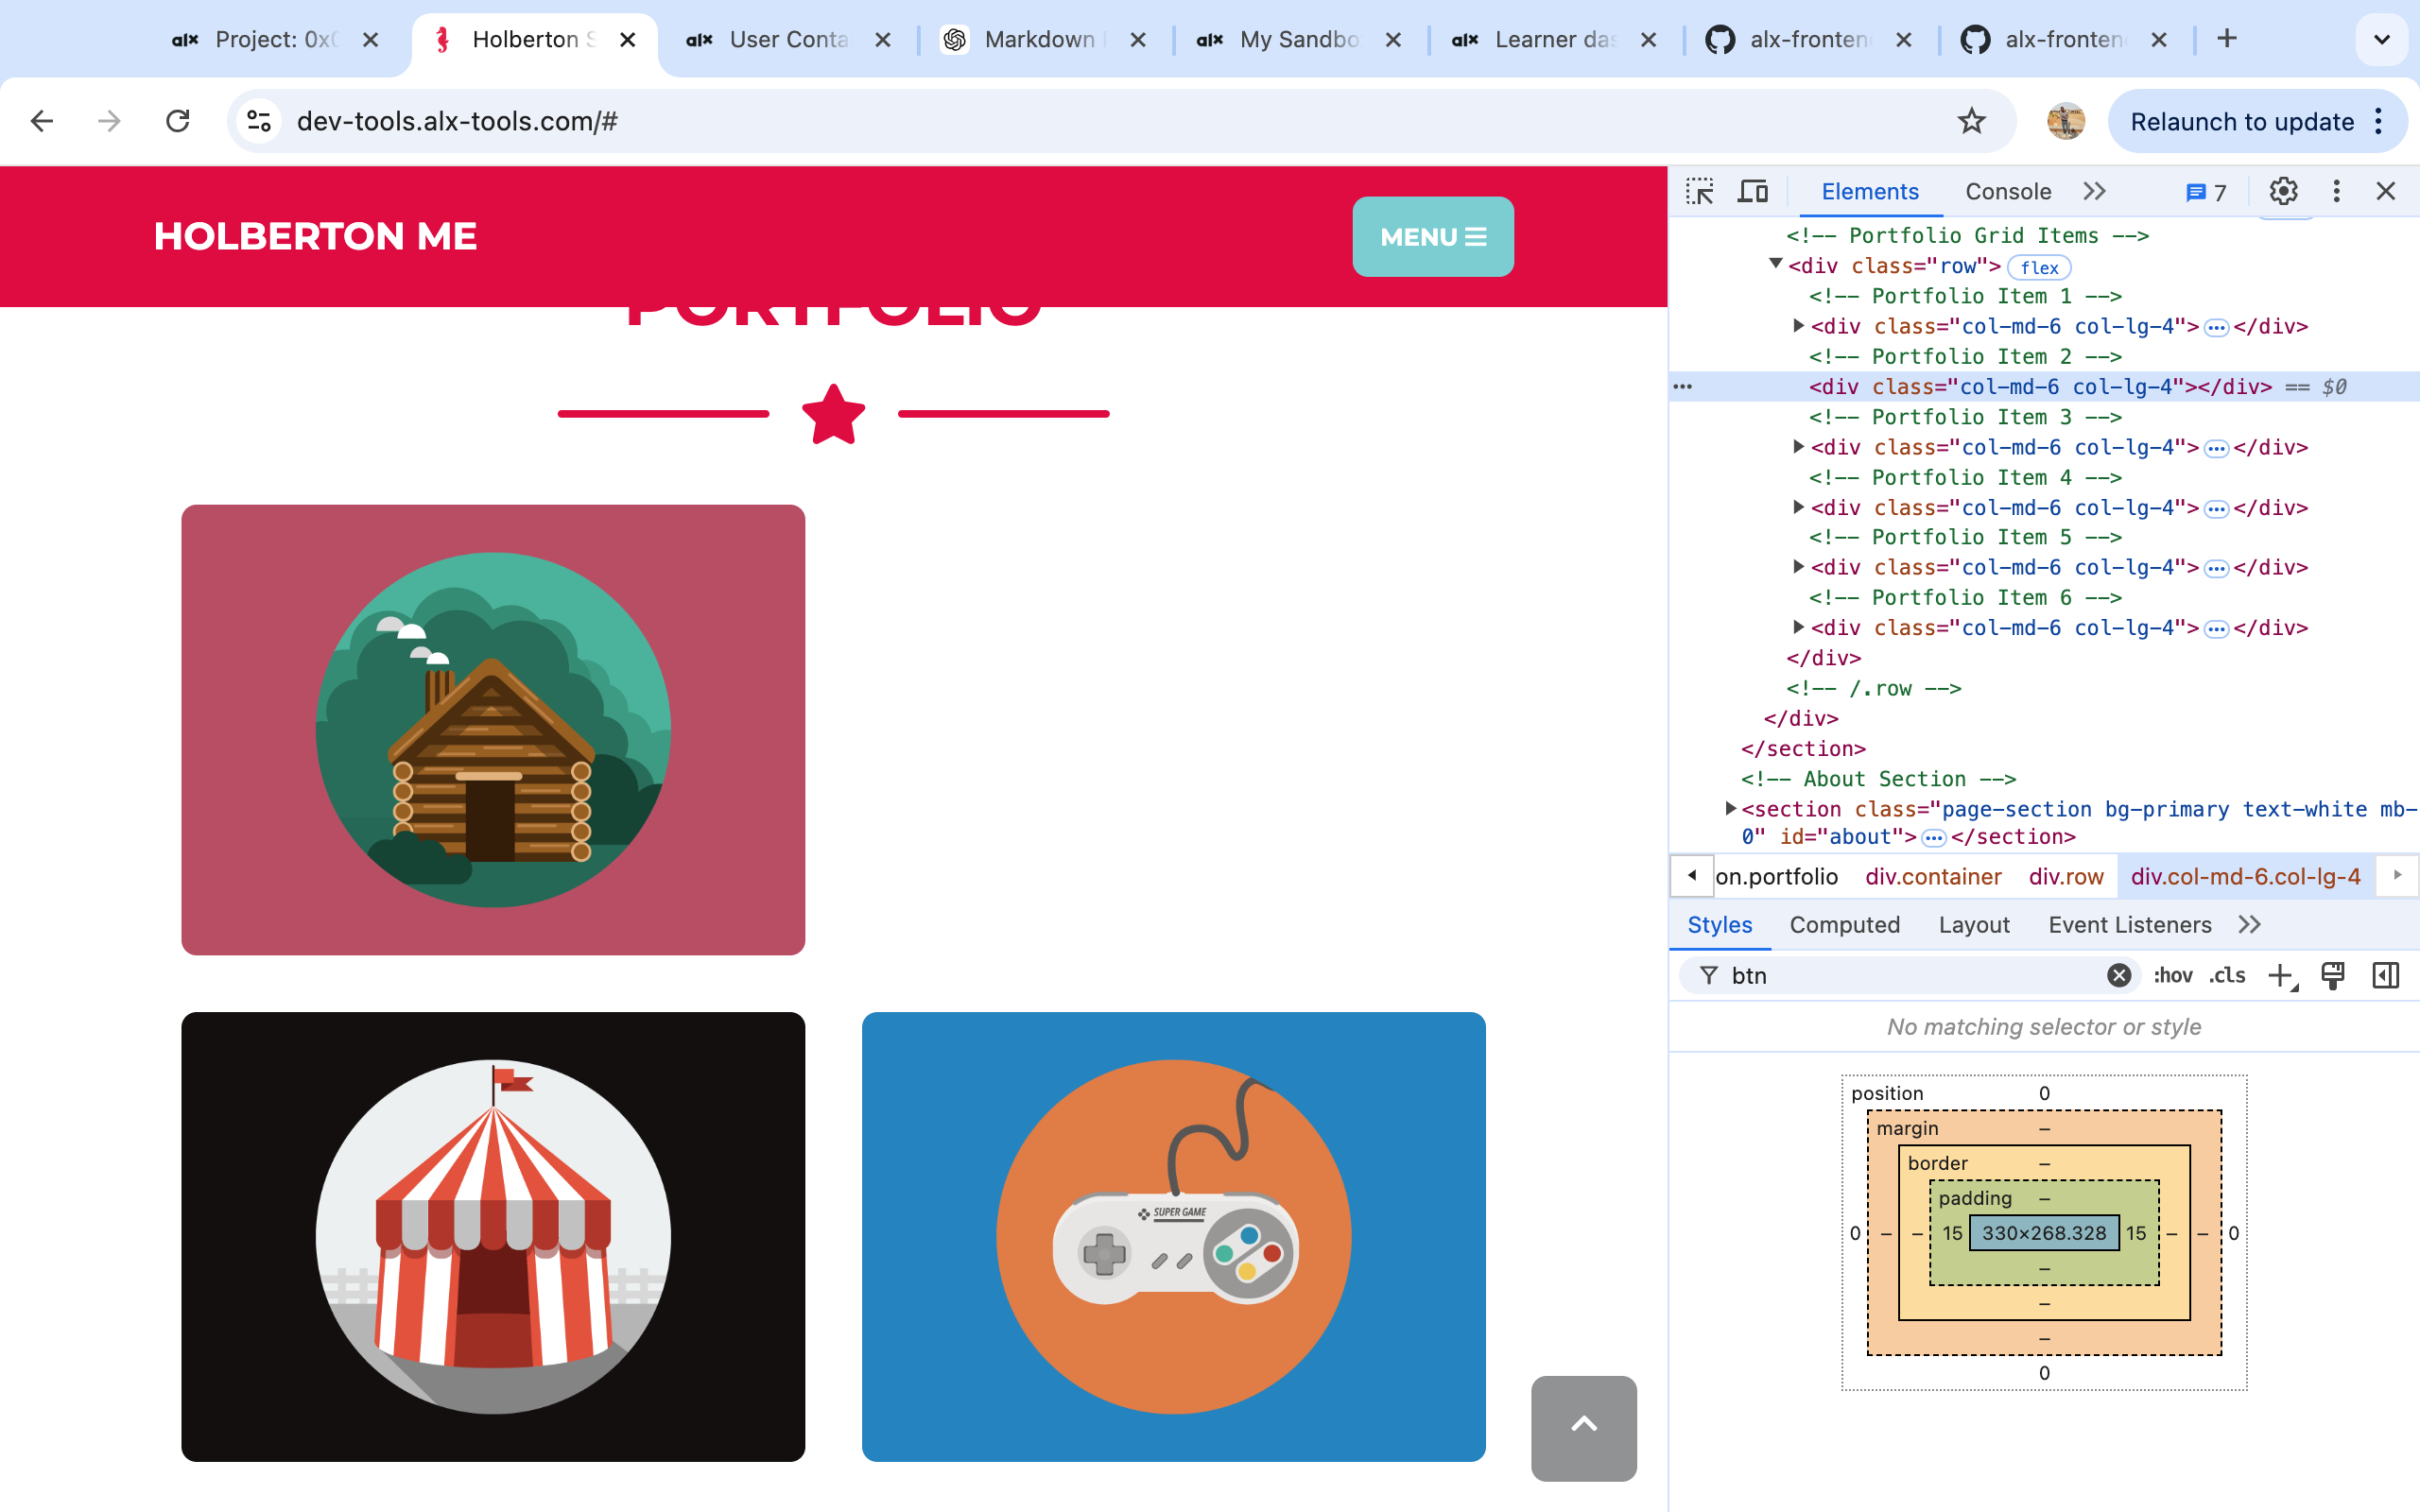 alx Project: 0x0
Holberton S
alx User Conta
Markdown
alx My Sandbo
alx Learner das
alx-fronten
alx-fronten
dev-tools.alx-tools.com/#
Relaunch to update
HOLBERTON ME
MENU
PORTFOLIO
SUPER GAME
Elements Console 7
<!-- Portfolio Grid Items -->
<div class="row"> flex
<!-- Portfolio Item 1 -->
<div class="col-md-6 col-lg-4"> ••• </div>
<!-- Portfolio Item 2 -->
••• <div class="col-md-6 col-lg-4"></div> == $0
<!-- Portfolio Item 3 -->
<div class="col-md-6 col-lg-4"> ••• </div>
<!-- Portfolio Item 4 -->
<div class="col-md-6 col-lg-4"> ••• </div>
<!-- Portfolio Item 5 -->
<div class="col-md-6 col-lg-4"> ••• </div>
<!-- Portfolio Item 6 -->
<div class="col-md-6 col-lg-4"> ••• </div>
</div>
<!-- /.row -->
</div>
</section>
<!-- About Section -->
<section class="page-section bg-primary text-white mb-
0" id="about"> ••• </section>
on.portfolio div.container div.row div.col-md-6.col-lg-4
Styles Computed Layout Event Listeners
btn :hov .cls
No matching selector or style
position 0
margin –
border –
padding –
0 – – 15 330×268.328 15 – – 0
–
–
–
0